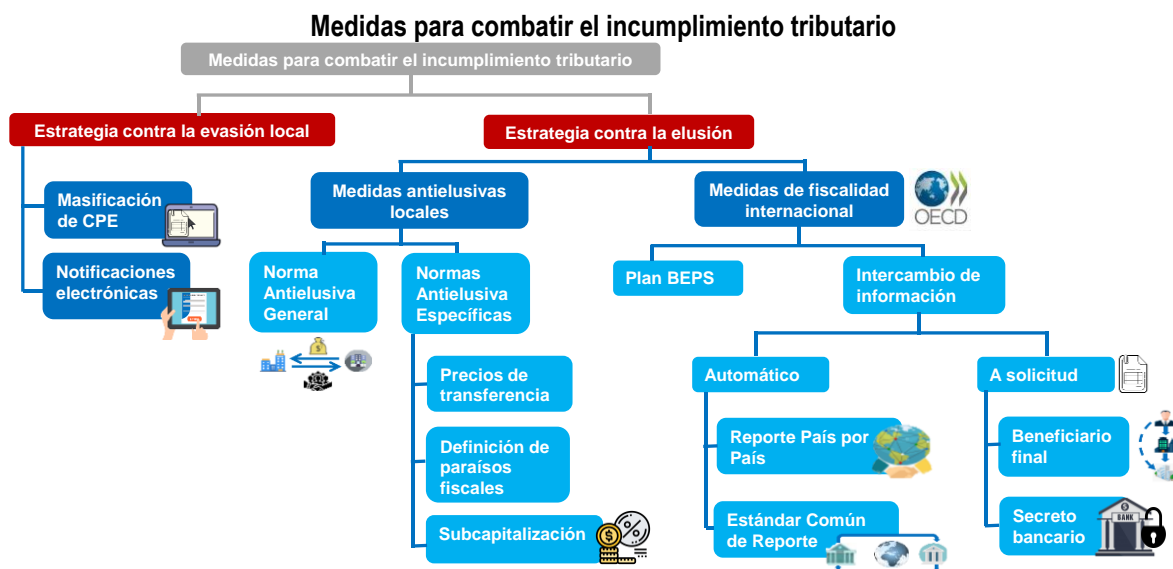 Medidas para combatir el incumplimiento tributario
Medidas para combatir el incumplimiento tributario
Estrategia contra la evasión local
Estrategia contra la elusión
Masificación
de CPE
Notificaciones
electrónicas
Medidas antielusivas
locales
Medidas de fiscalidad
internacional
OECD
Norma
Antielusiva
General
Normas
Antielusiva
Específicas
Plan BEPS
Intercambio de
información
Precios de
transferencia
Definición de
paraísos
fiscales
Subcapitalización
Automático
A solicitud
Reporte País por
País
Estándar Común
de Reporte
Beneficiario
final
Secreto
bancario
BANK